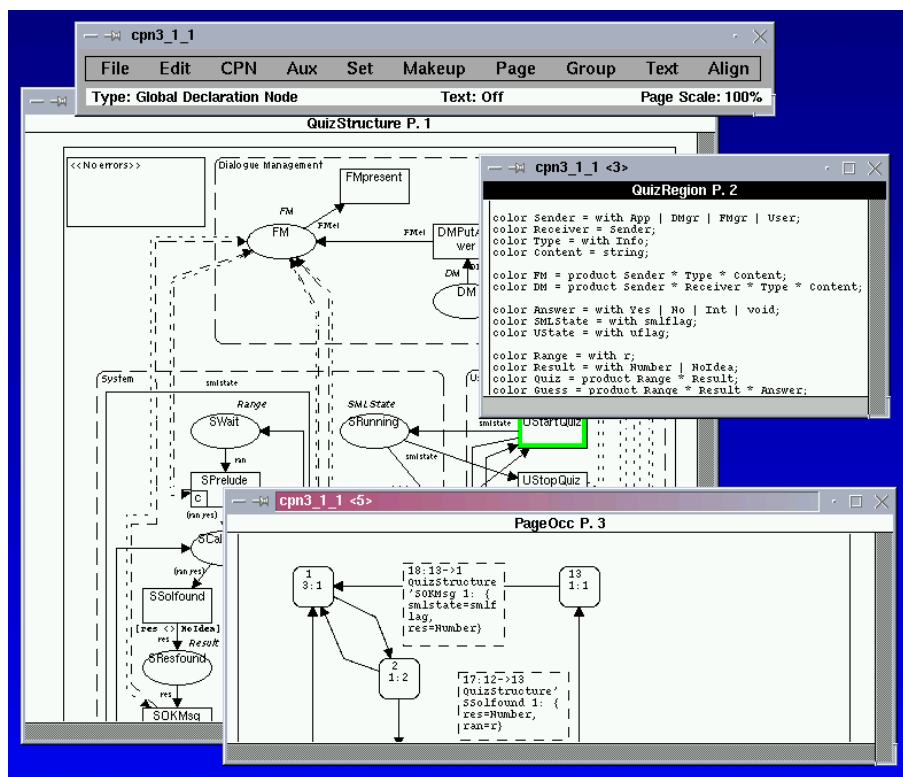 cpn3_1_1
File Edit CPN Aux Set Makeup Page Group Text Align
Type: Global Declaration Node Text: Off Page Scale: 100%
QuizStructure P. 1
<<No errors>>
Dialogue Management
FMpresent
FM
FM
FMel
FMel
DMPutA
wer
DM
DM
System
smlstate
Range
SWait
ran
SPrelude
C
(ran,res)
SCal
(ran,res)
SSolfound
[res <> NoIdea]
res
Result
SResfound
res
SOKMsg
SMLState
SRunning
smlstate
smlstate
UStartQuiz
UStopQuiz
cpn3_1_1 <3>
QuizRegion P. 2
color Sender = with App | DMgr | FMgr | User;
color Receiver = Sender;
color Type = with Info;
color Content = string;
color FM = product Sender * Type * Content;
color DM = product Sender * Receiver * Type * Content;
color Answer = with Yes | No | Int | void;
color SMLState = with smlflag;
color UState = with uflag;
color Range = with r;
color Result = with Number | NoIdea;
color Quiz = product Range * Result;
color Guess = product Range * Result * Answer;
cpn3_1_1 <5>
PageOcc P. 3
1
3:1
18:13->1
QuizStructure
'SOKMsg 1: {
smlstate=smlf
lag,
res=Number}
13
1:1
2
1:2
17:12->13
QuizStructure'
SSolfound 1: {
res=Number,
ran=r}